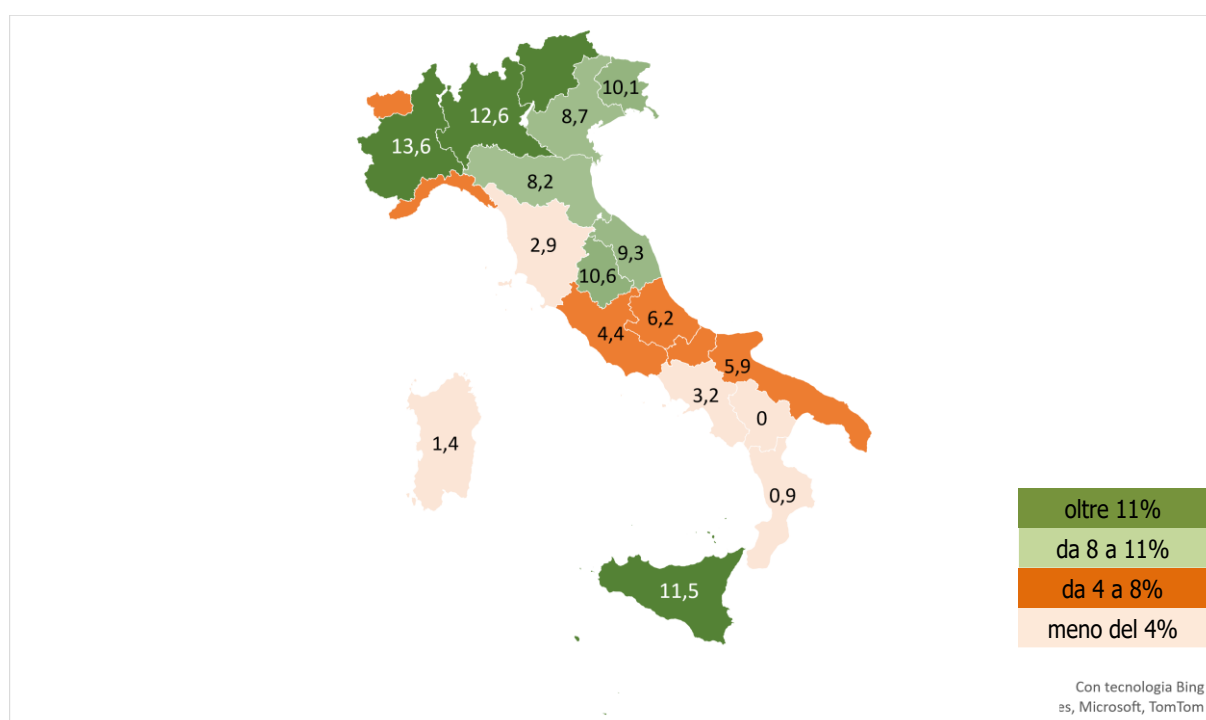 10,1
12,6
8,7
13,6
8,2
2,9
9,3
10,6
6,2
4,4
5,9
3,2
0
1,4
0,9
11,5
oltre 11%
da 8 a 11%
da 4 a 8%
meno del 4%
Con tecnologia Bing
es, Microsoft, TomTom